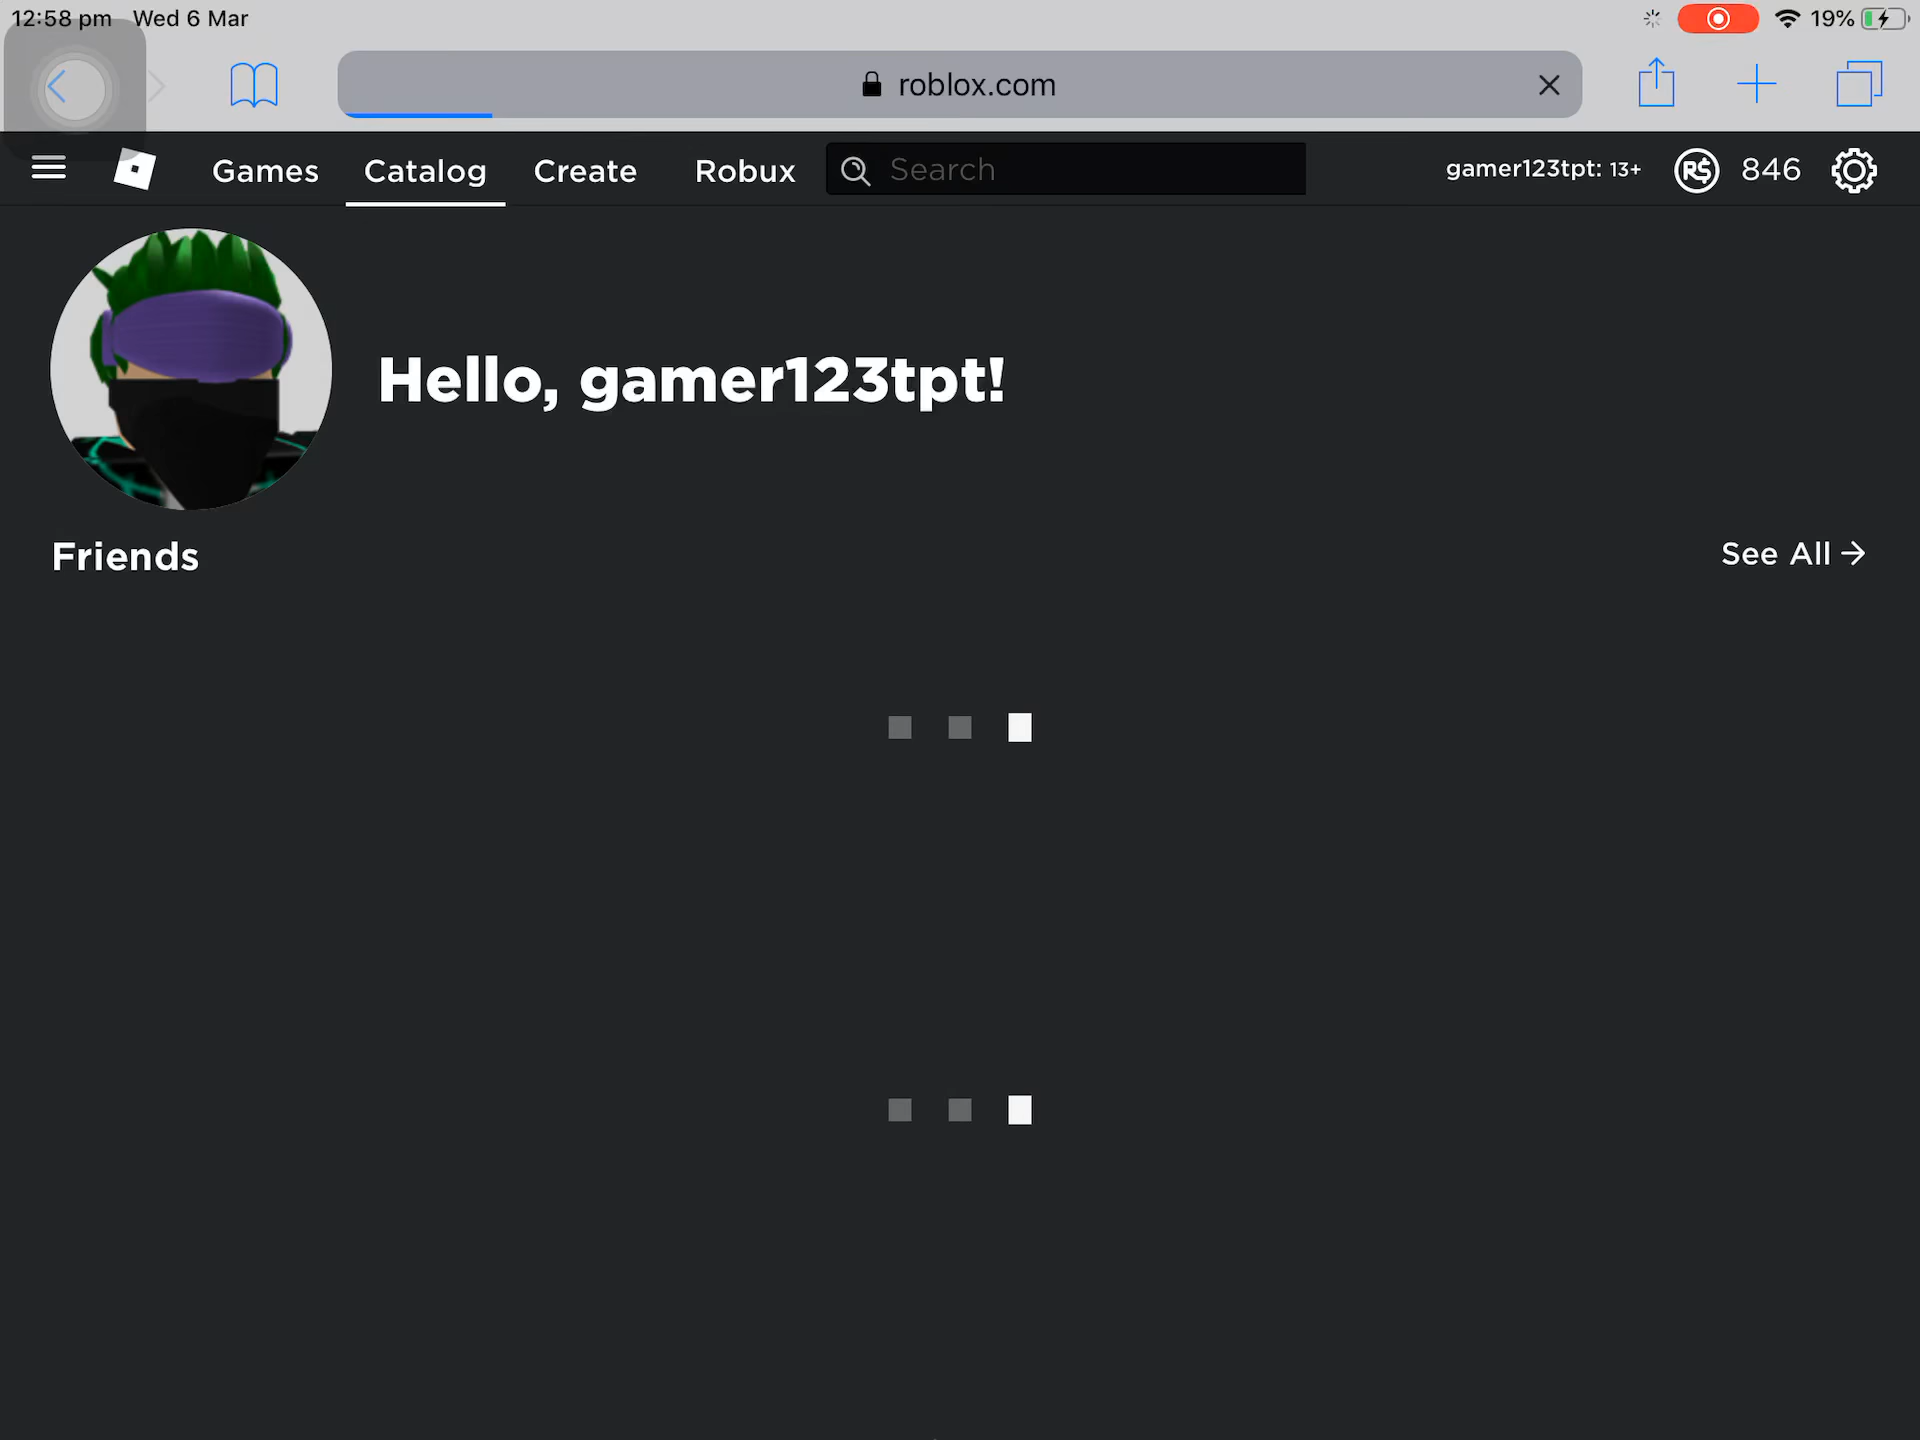 12:58 pm Wed 6 Mar 19%
roblox.com
Games Catalog Create Robux Search gamer123tpt: 13+ R$ 846
Hello, gamer123tpt!
Friends See All →